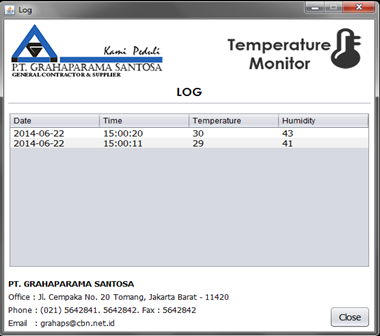 Log
Kami Peduli
P.T. GRAHAPARAMA SANTOSA
GENERAL CONTRACTOR & SUPPLIER
Temperature
Monitor
LOG
Date Time Temperature Humidity
2014-06-22 15:00:20 30 43
2014-06-22 15:00:11 29 41
PT. GRAHAPARAMA SANTOSA
Office : Jl. Cempaka No. 20 Tomang, Jakarta Barat - 11420
Phone : (021) 5642841. 5642842. Fax : 5642842
Email : grahaps@cbn.net.id
Close